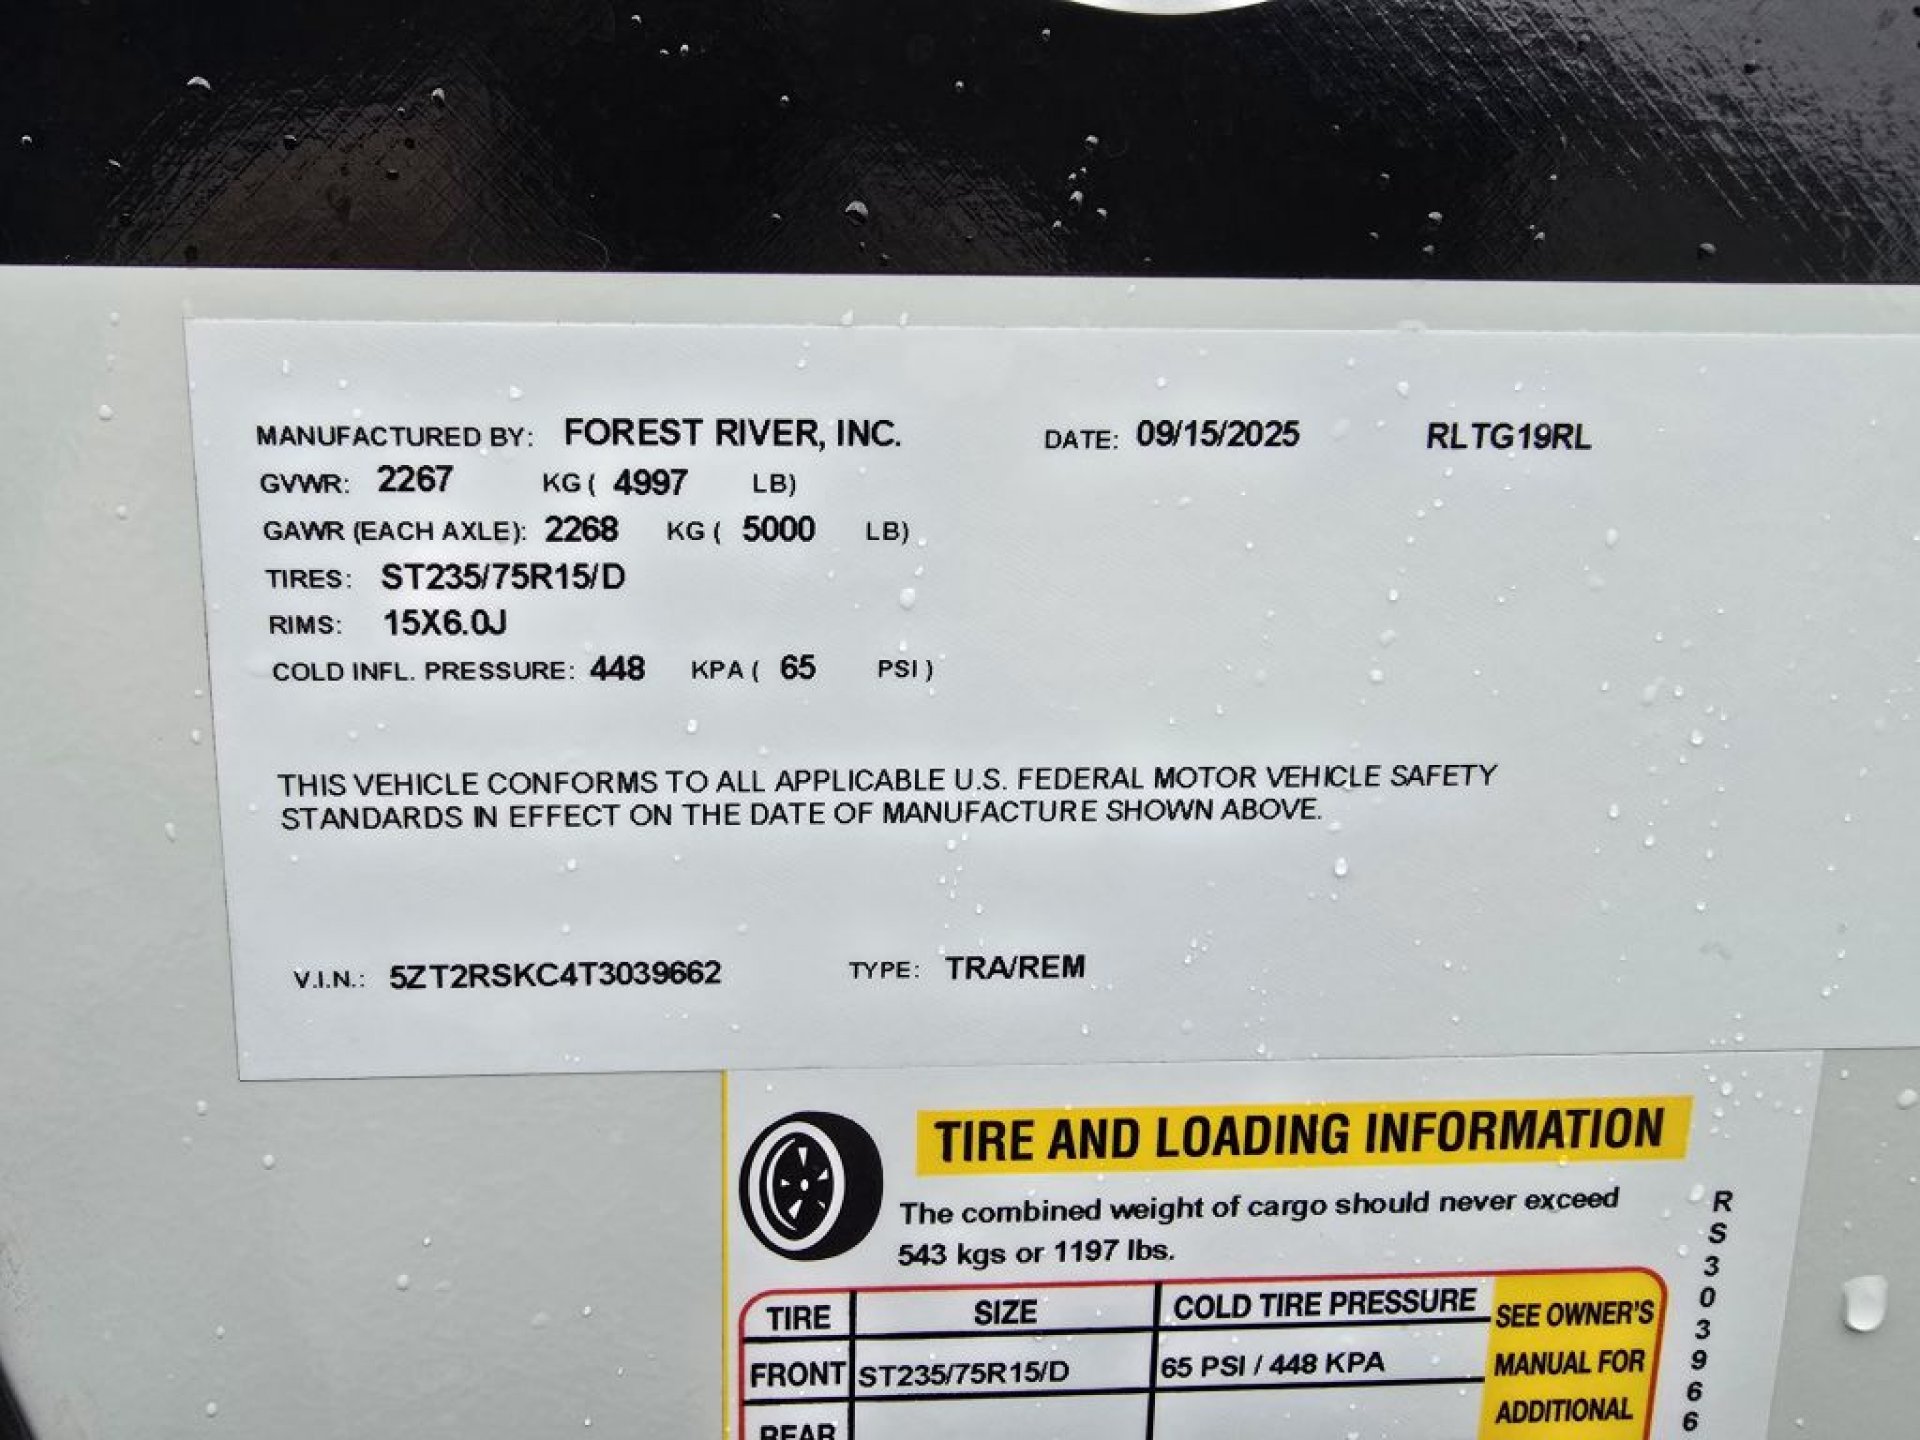 MANUFACTURED BY: FOREST RIVER, INC. DATE: 09/15/2025 RLTG19RL
GVWR: 2267 KG ( 4997 LB)
GAWR (EACH AXLE): 2268 KG ( 5000 LB)
TIRES: ST235/75R15/D
RIMS: 15X6.0J
COLD INFL. PRESSURE: 448 KPA ( 65 PSI )
THIS VEHICLE CONFORMS TO ALL APPLICABLE U.S. FEDERAL MOTOR VEHICLE SAFETY
STANDARDS IN EFFECT ON THE DATE OF MANUFACTURE SHOWN ABOVE.
V.I.N.: 5ZT2RSKC4T3039662 TYPE: TRA/REM
TIRE AND LOADING INFORMATION
The combined weight of cargo should never exceed
543 kgs or 1197 lbs.
TIRE SIZE COLD TIRE PRESSURE SEE OWNER'S
FRONT ST235/75R15/D 65 PSI / 448 KPA MANUAL FOR
ADDITIONAL
REAR
RS303966